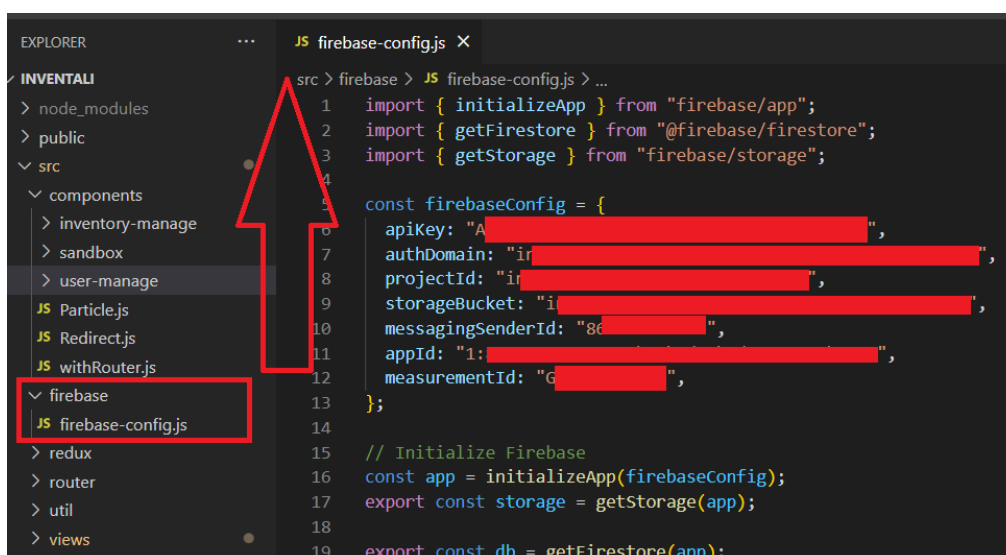 EXPLORER
...
INVENTALI
> node_modules
> public
src
components
> inventory-manage
> sandbox
> user-manage
JS Particle.js
JS Redirect.js
JS withRouter.js
firebase
JS firebase-config.js
> redux
> router
> util
> views
JS firebase-config.js ×
src > firebase > JS firebase-config.js > ...
1 import { initializeApp } from "firebase/app";
2 import { getFirestore } from "@firebase/firestore";
3 import { getStorage } from "firebase/storage";
4
5 const firebaseConfig = {
6 apiKey: "A ",
7 authDomain: "in ",
8 projectId: "in ",
9 storageBucket: "in ",
10 messagingSenderId: "86 ",
11 appId: "1: ",
12 measurementId: "G ",
13 };
14
15 // Initialize Firebase
16 const app = initializeApp(firebaseConfig);
17 export const storage = getStorage(app);
18
19 export const db = getFirestore(app);